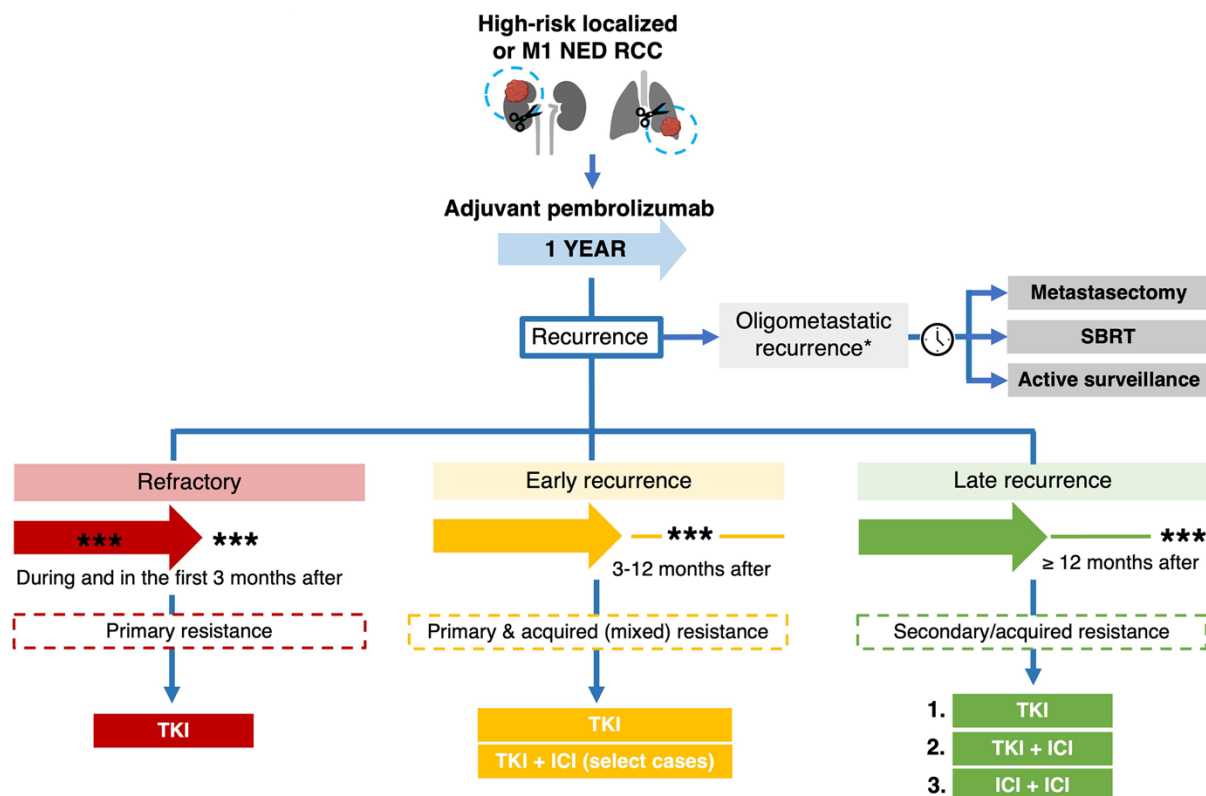 High-risk localized
or M1 NED RCC
Adjuvant pembrolizumab
1 YEAR
Recurrence
Oligometastatic
recurrence*
Metastasectomy
SBRT
Active surveillance
Refractory
*** ***
During and in the first 3 months after
Primary resistance
TKI
Early recurrence
***
3-12 months after
Primary & acquired (mixed) resistance
TKI
TKI + ICI (select cases)
Late recurrence
***
≥ 12 months after
Secondary/acquired resistance
1. TKI
2. TKI + ICI
3. ICI + ICI